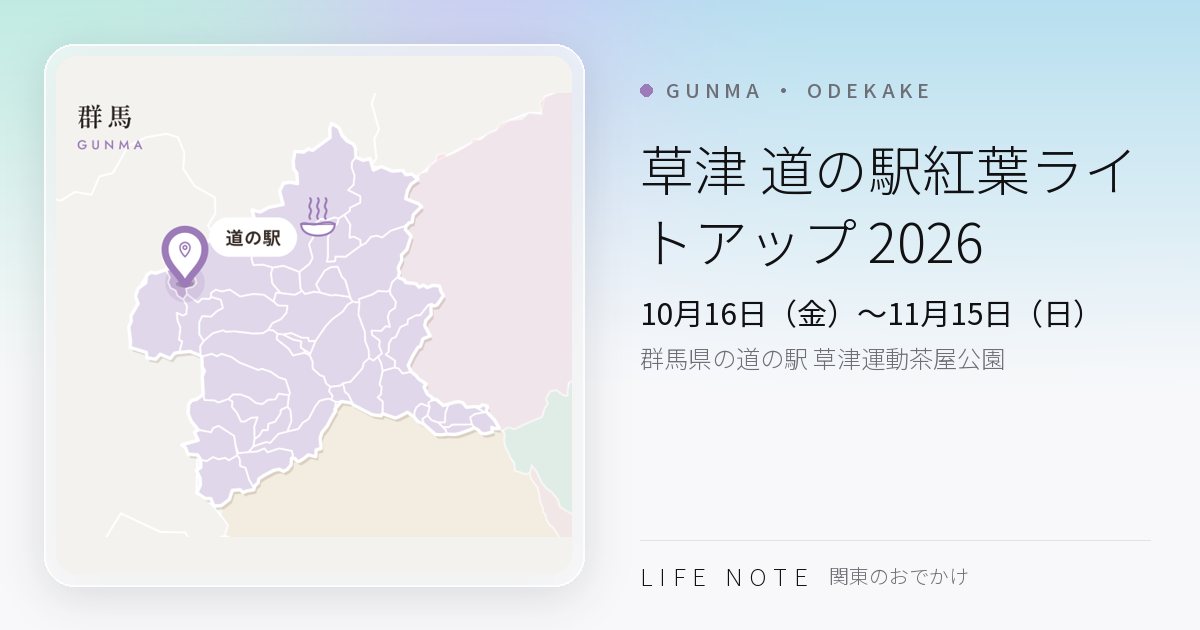 群馬
GUNMA
道の駅
GUNMA • ODEKAKE
草津 道の駅紅葉ライ
トアップ 2026
10月16日（金）〜11月15日（日）
群馬県の道の駅 草津運動茶屋公園
LIFE NOTE 関東のおでかけ